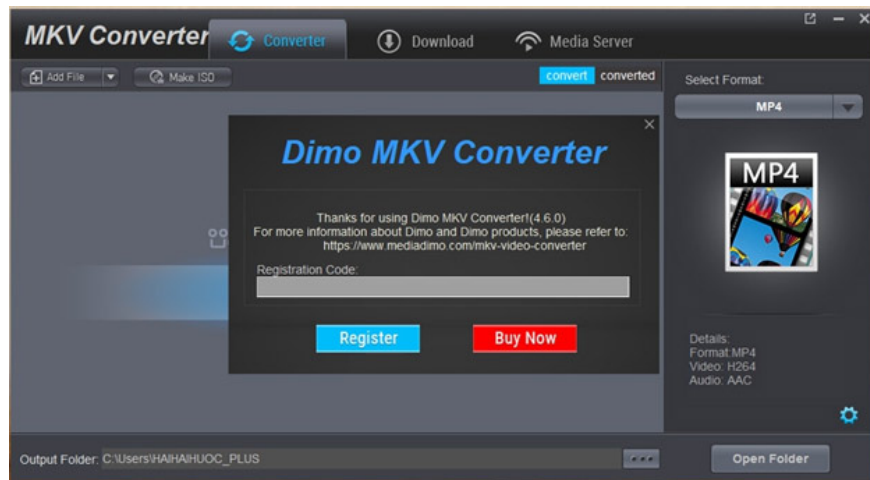 MKV Converter
Converter
Download
Media Server
Add File
Make ISO
convert converted
Select Format:
MP4
MP4
Dimo MKV Converter
Thanks for using Dimo MKV Converter!(4.6.0)
For more information about Dimo and Dimo products, please refer to:
https://www.mediadimo.com/mkv-video-converter
Registration Code:
Register
Buy Now
Details:
Format:MP4
Video: H264
Audio: AAC
Output Folder: C:\Users\HAIHAIHUOC_PLUS
Open Folder